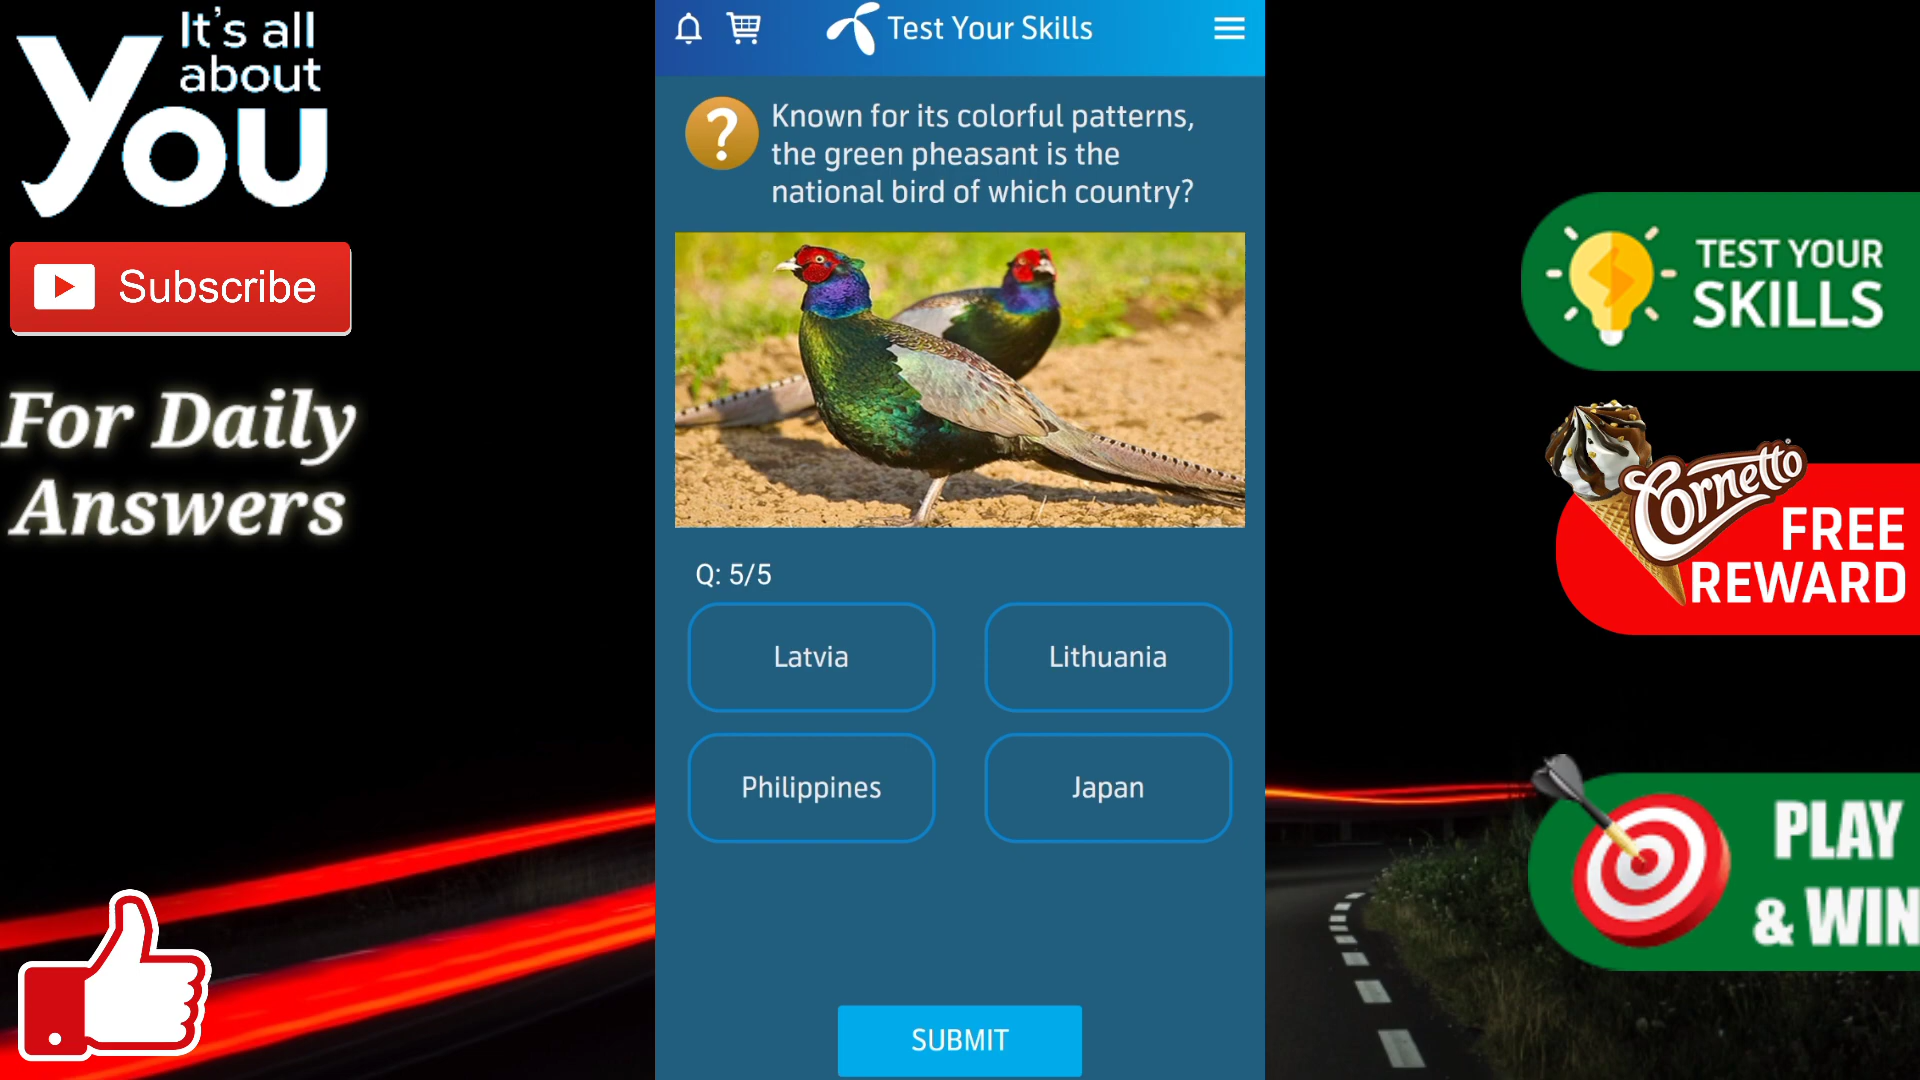 It's all
about
you
Subscribe
For Daily
Answers
Test Your Skills
?
Known for its colorful patterns,
the green pheasant is the
national bird of which country?
Q: 5/5
Latvia
Lithuania
Philippines
Japan
SUBMIT
TEST YOUR
SKILLS
Cornetto
FREE
REWARD
PLAY
& WIN